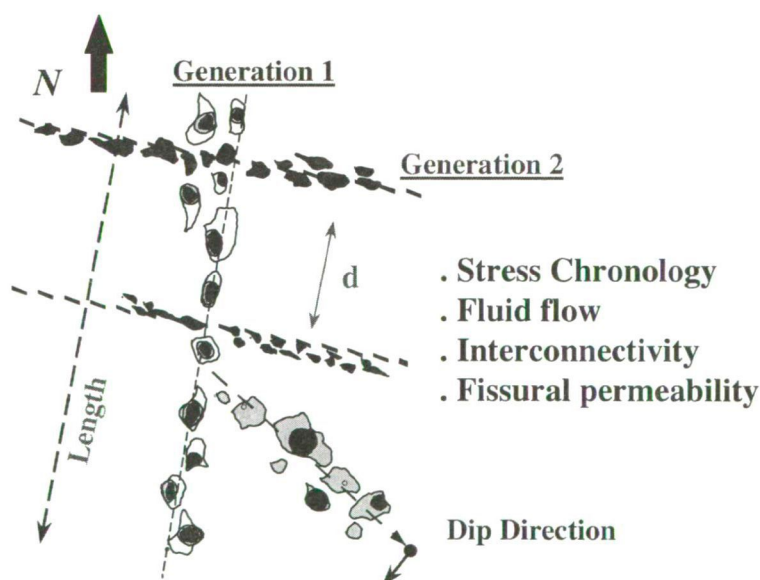 Generation 1
N
Generation 2
d
. Stress Chronology
. Fluid flow
. Interconnectivity
. Fissural permeability
Length
Dip Direction